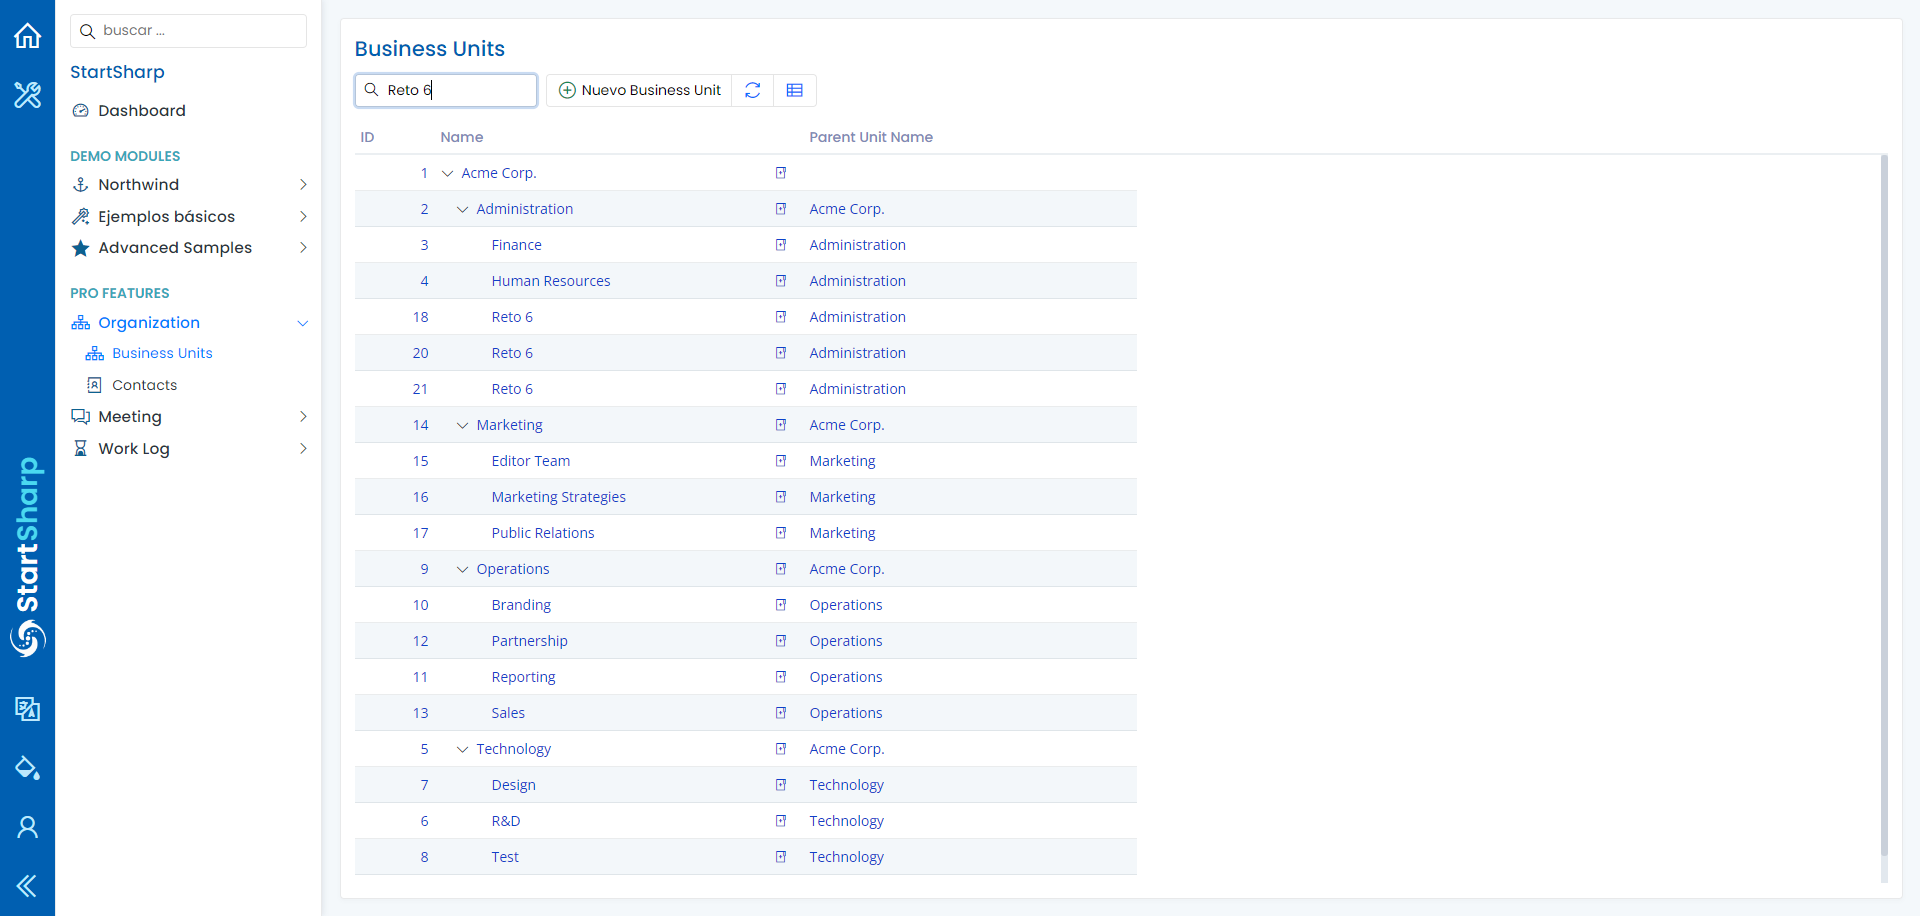 buscar ...
StartSharp
Dashboard
DEMO MODULES
Northwind
Ejemplos básicos
Advanced Samples
PRO FEATURES
Organization
Business Units
Contacts
Meeting
Work Log
StartSharp
Business Units
Reto 6
Nuevo Business Unit
ID Name Parent Unit Name
1 Acme Corp.
2 Administration Acme Corp.
3 Finance Administration
4 Human Resources Administration
18 Reto 6 Administration
20 Reto 6 Administration
21 Reto 6 Administration
14 Marketing Acme Corp.
15 Editor Team Marketing
16 Marketing Strategies Marketing
17 Public Relations Marketing
9 Operations Acme Corp.
10 Branding Operations
12 Partnership Operations
11 Reporting Operations
13 Sales Operations
5 Technology Acme Corp.
7 Design Technology
6 R&D Technology
8 Test Technology